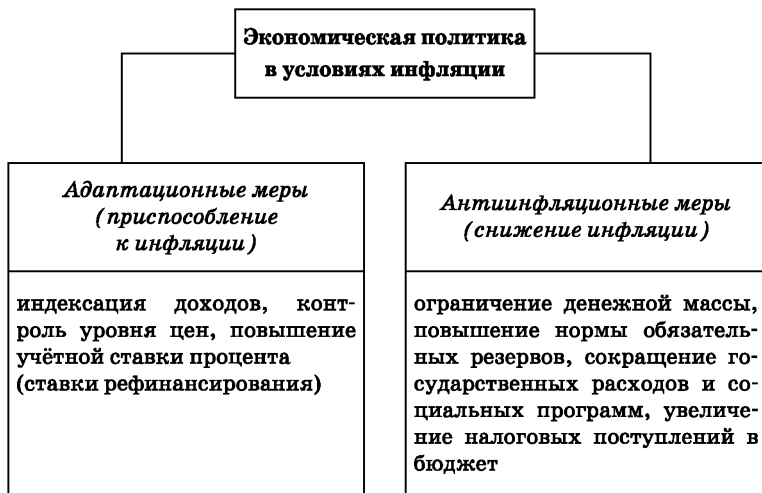 Экономическая политика
в условиях инфляции
Адаптационные меры
(приспособление
к инфляции)
индексация доходов, конт-
роль уровня цен, повышение
учётной ставки процента
(ставки рефинансирования)
Антиинфляционные меры
(снижение инфляции)
ограничение денежной массы,
повышение нормы обязатель-
ных резервов, сокращение го-
сударственных расходов и со-
циальных программ, увеличе-
ние налоговых поступлений в
бюджет